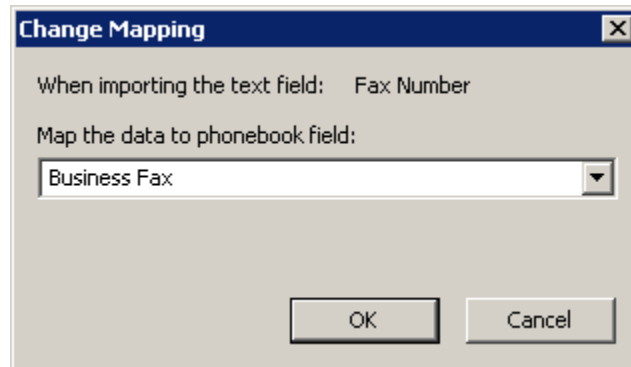 Change Mapping
When importing the text field: Fax Number
Map the data to phonebook field:
Business Fax
OK Cancel